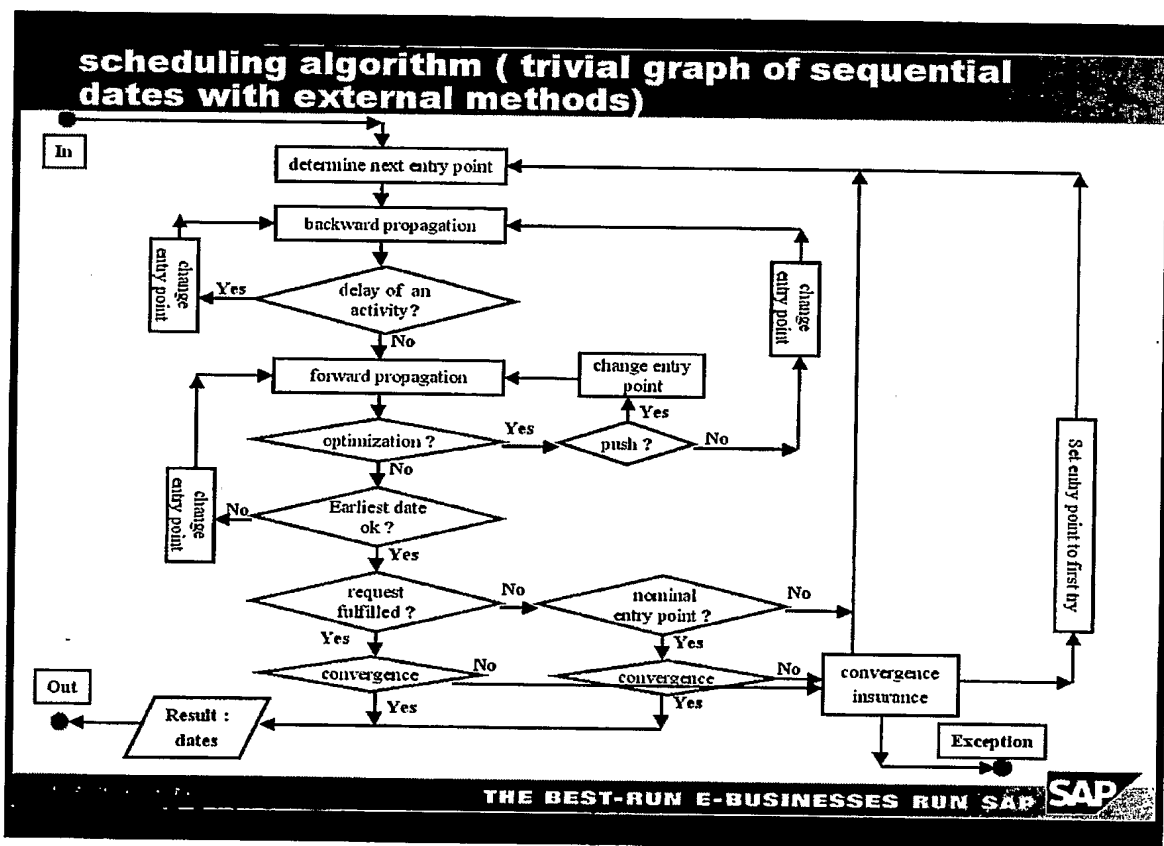 scheduling algorithm ( trivial graph of sequential
dates with external methods)
In
determine next entry point
backward propagation
change
entry point
Yes
delay of an
activity?
change
entry point
No
forward propagation
change entry
point
Yes
optimization ?
Yes
push ?
No
No
change
entry point
No
Earliest date
ok ?
Set entry point to first try
Yes
request
fulfilled ?
No
nominal
entry point ?
No
Yes
Yes
convergence
No
convergence
No
convergence
insurance
Out
Yes
Yes
Result :
dates
Exception
THE BEST-RUN E-BUSINESSES RUN SAP
SAP